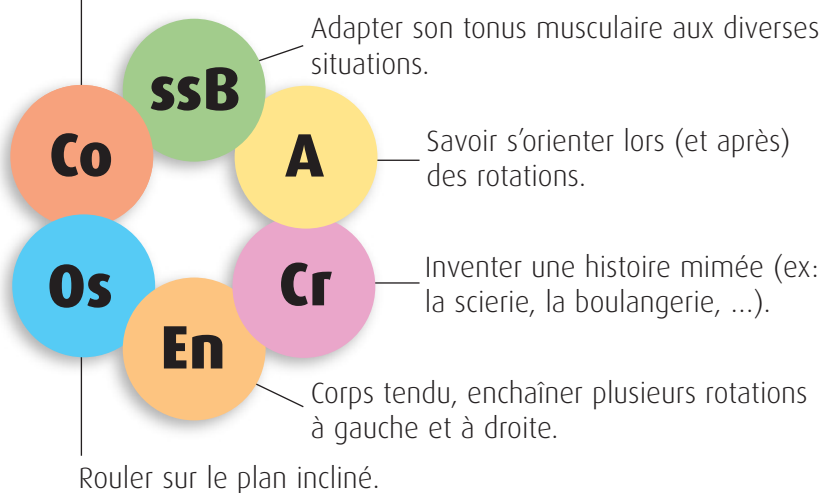 Adapter son tonus musculaire aux diverses
situations.
ssB
Co
A
Savoir s’orienter lors (et après)
des rotations.
Os
Cr
Inventer une histoire mimée (ex:
la scierie, la boulangerie, ...).
En
Corps tendu, enchaîner plusieurs rotations
à gauche et à droite.
Rouler sur le plan incliné.